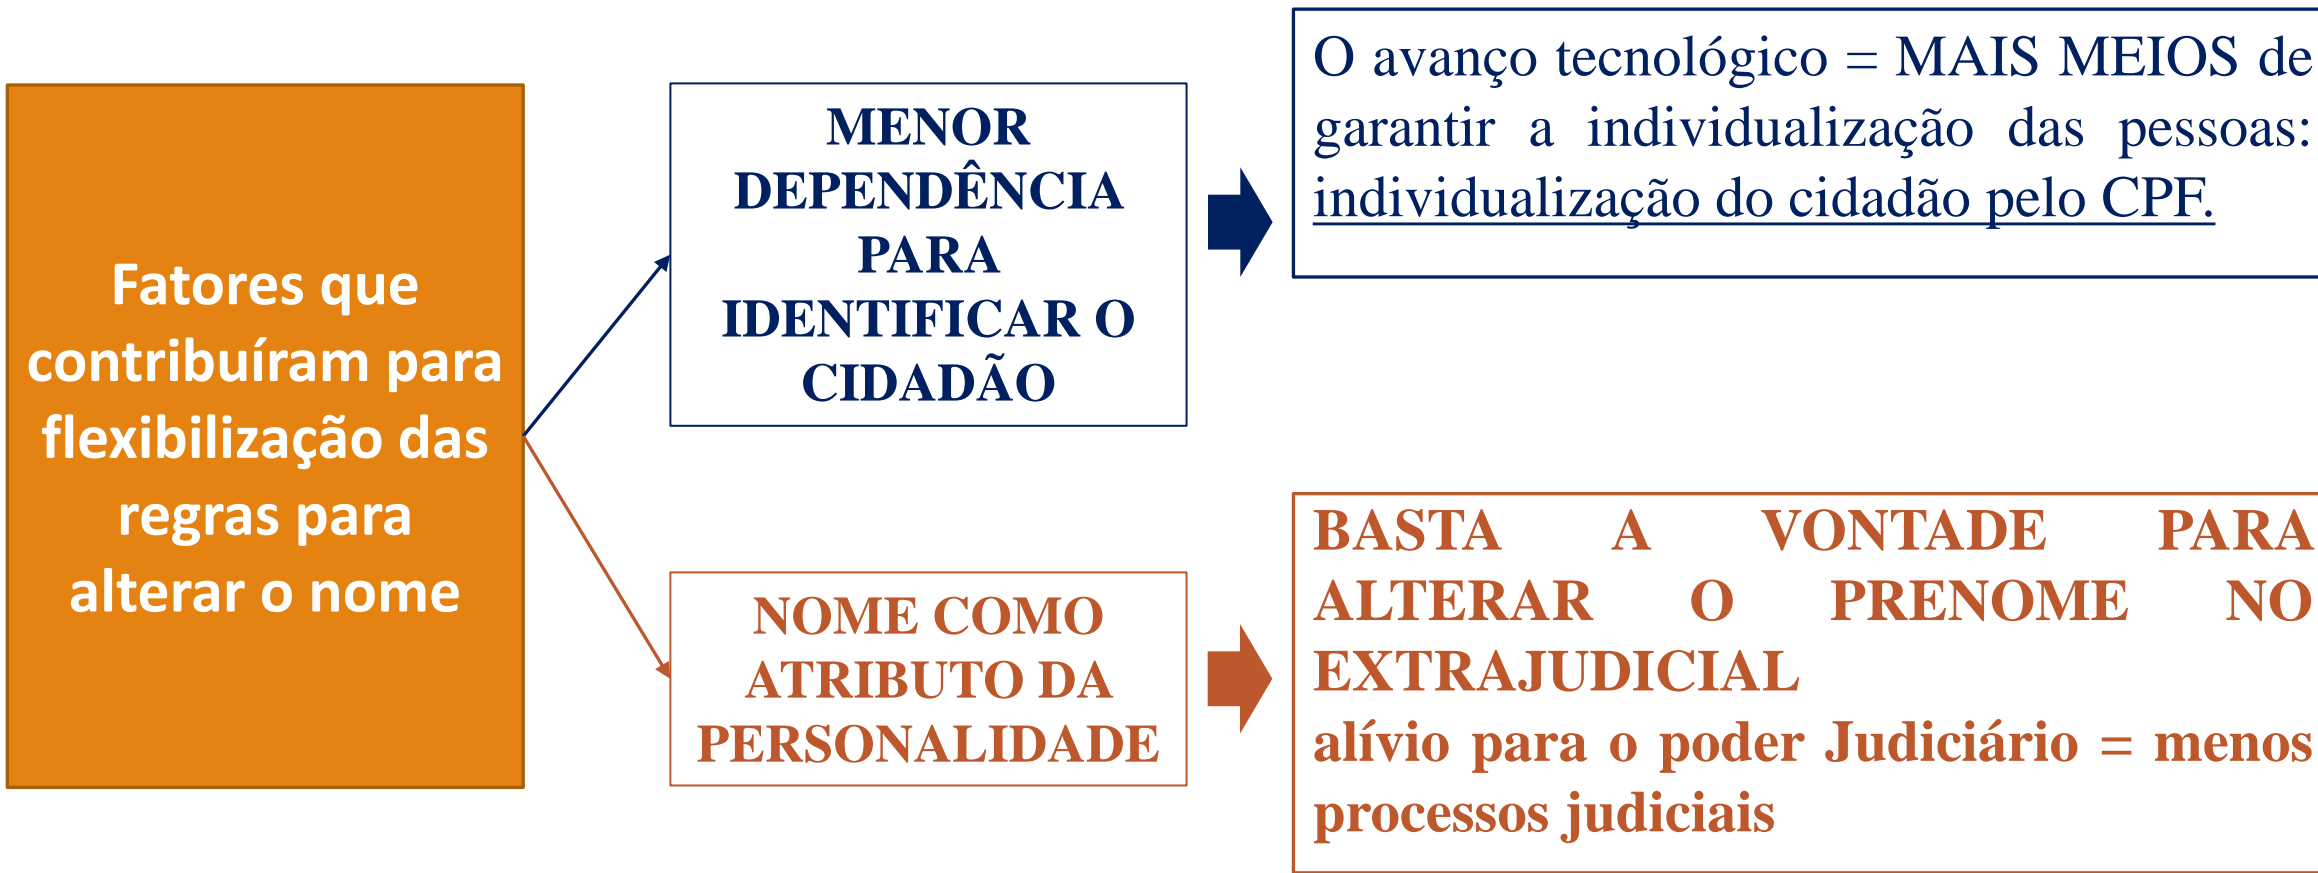 Fatores que
contribuíram para
flexibilização das
regras para
alterar o nome
MENOR
DEPENDÊNCIA
PARA
IDENTIFICAR O
CIDADÃO
O avanço tecnológico = MAIS MEIOS de
garantir a individualização das pessoas:
individualização do cidadão pelo CPF.
NOME COMO
ATRIBUTO DA
PERSONALIDADE
BASTA A VONTADE PARA
ALTERAR O PRENOME NO
EXTRAJUDICIAL
alívio para o poder Judiciário = menos
processos judiciais